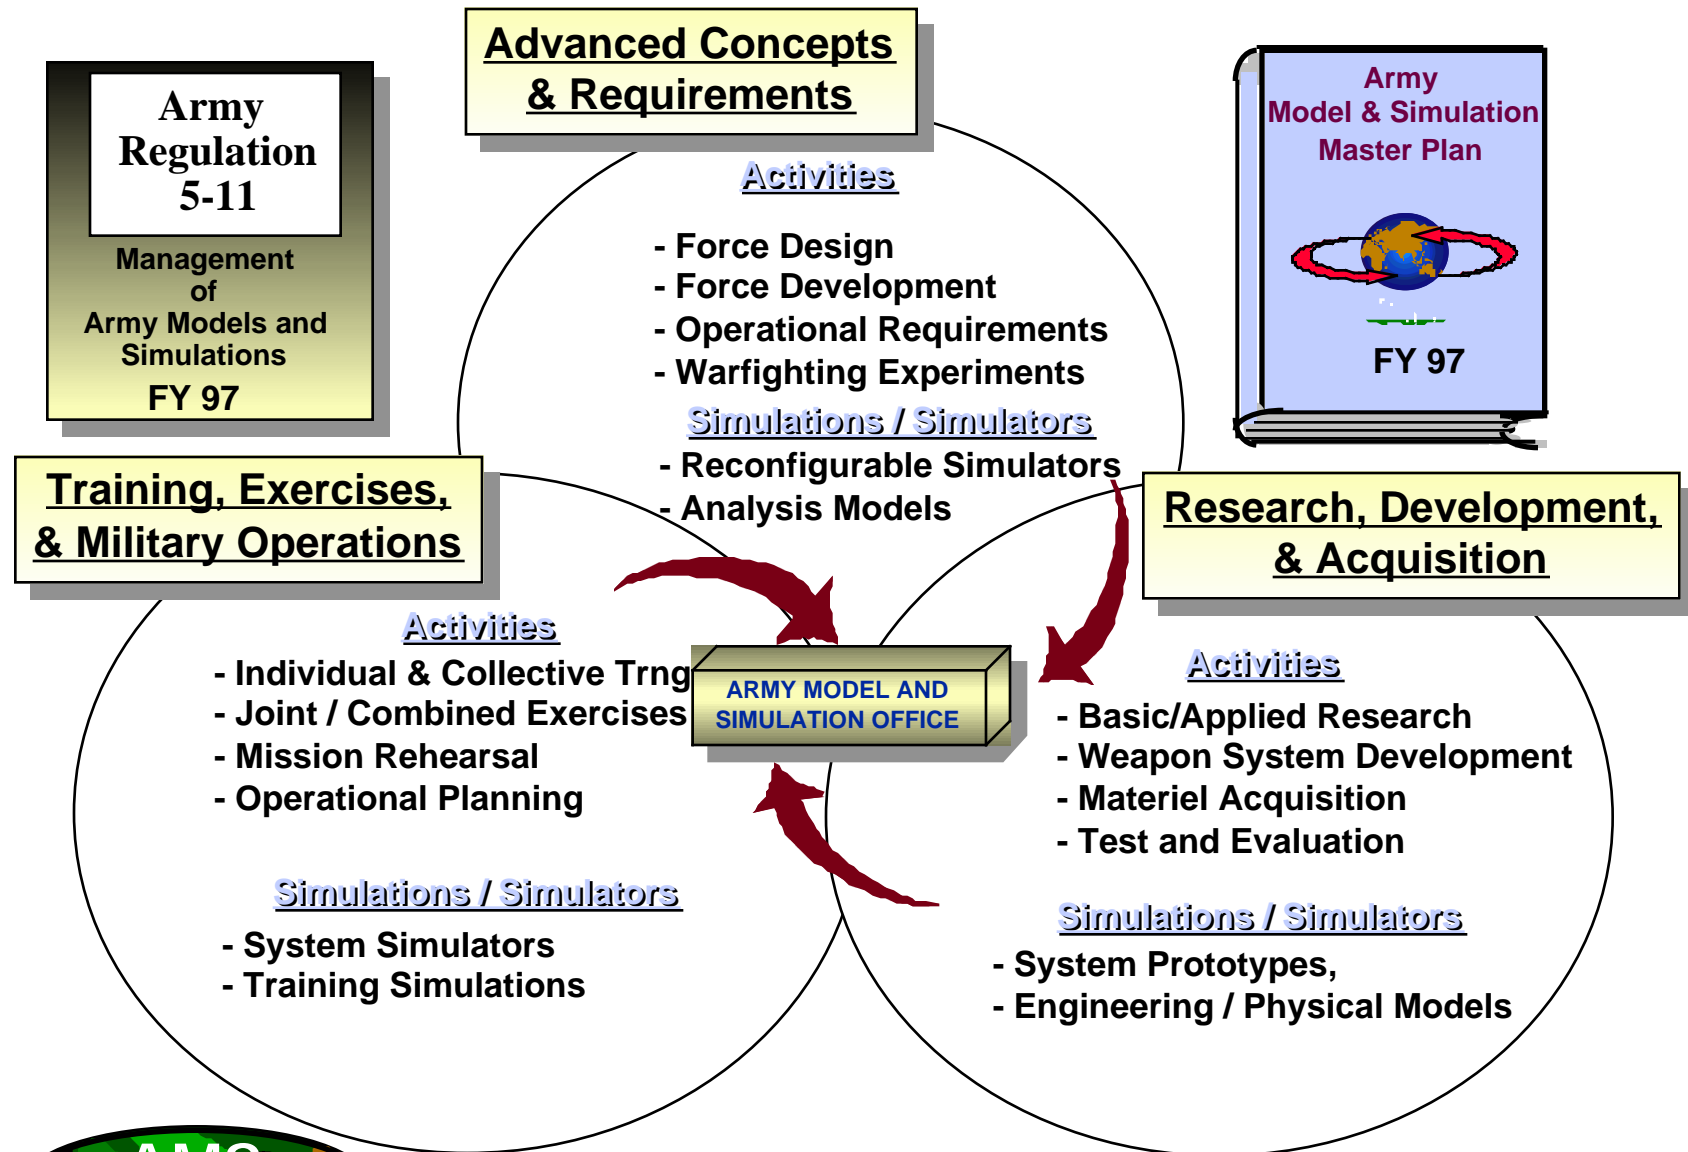 Advanced Concepts
& Requirements
Army
Regulation
5-11
Management
of
Army Models and
Simulations
FY 97
Army
Model & Simulation
Master Plan
FY 97
Activities
- Force Design
- Force Development
- Operational Requirements
- Warfighting Experiments
Simulations / Simulators
- Reconfigurable Simulators
- Analysis Models
Training, Exercises,
& Military Operations
Activities
- Individual & Collective Trng
- Joint / Combined Exercises
- Mission Rehearsal
- Operational Planning
Simulations / Simulators
- System Simulators
- Training Simulations
ARMY MODEL AND
SIMULATION OFFICE
Research, Development,
& Acquisition
Activities
- Basic/Applied Research
- Weapon System Development
- Materiel Acquisition
- Test and Evaluation
Simulations / Simulators
- System Prototypes,
- Engineering / Physical Models